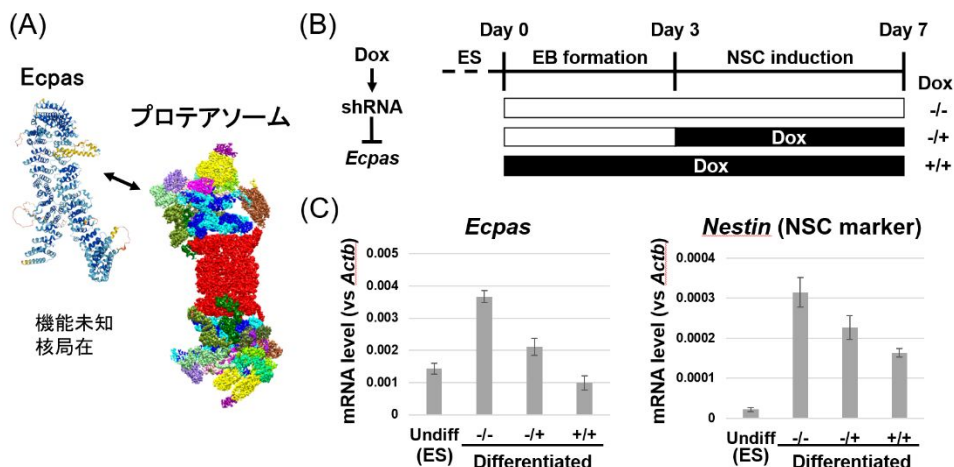 (A)
Ecpas
プロテアソーム
機能未知
核局在
(B)
Day 0 Day 3 Day 7
ES EB formation NSC induction
Dox
shRNA
Ecpas
Dox
-/-
Dox -/+
Dox +/+
(C)
Ecpas
mRNA level (vs Actb)
0.005
0.004
0.003
0.002
0.001
0
Undiff (ES) -/- -/+ +/+
Differentiated
Nestin (NSC marker)
mRNA level (vs Actb)
0.0004
0.0003
0.0002
0.0001
0
Undiff (ES) -/- -/+ +/+
Differentiated